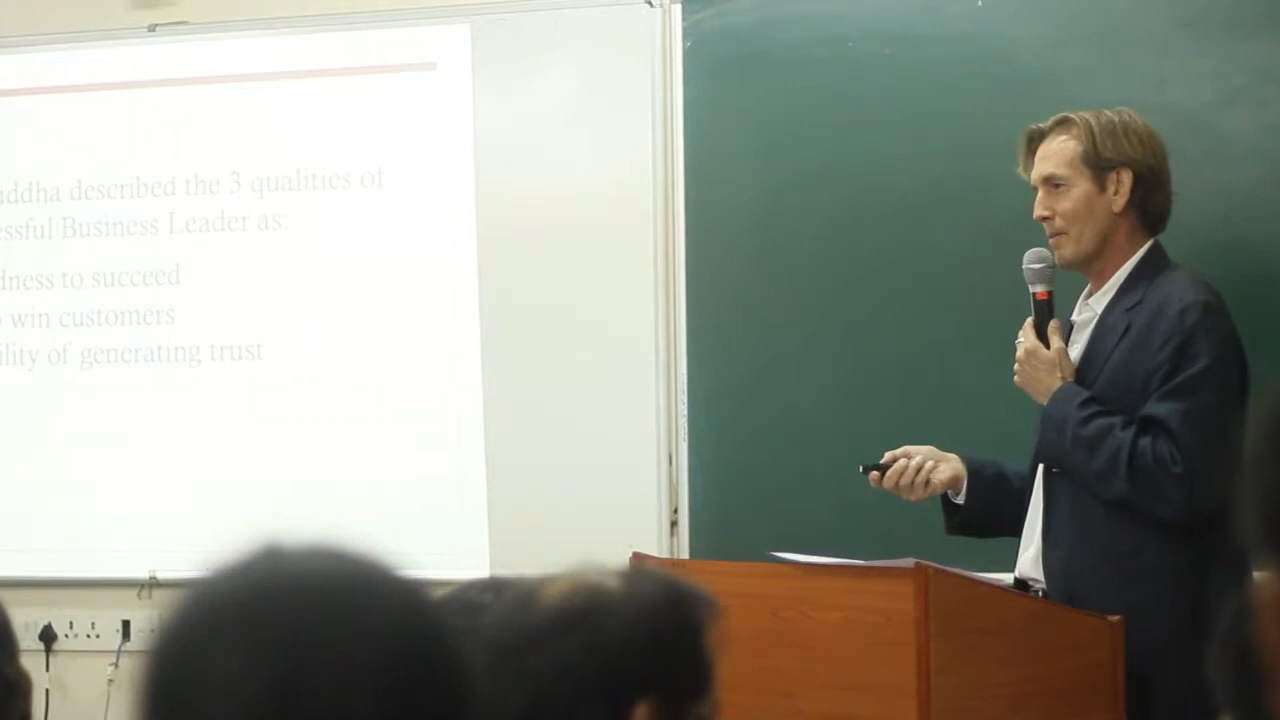 uddha described the 3 qualities of
essful Business Leader as:
dness to succeed
o win customers
ility of generating trust